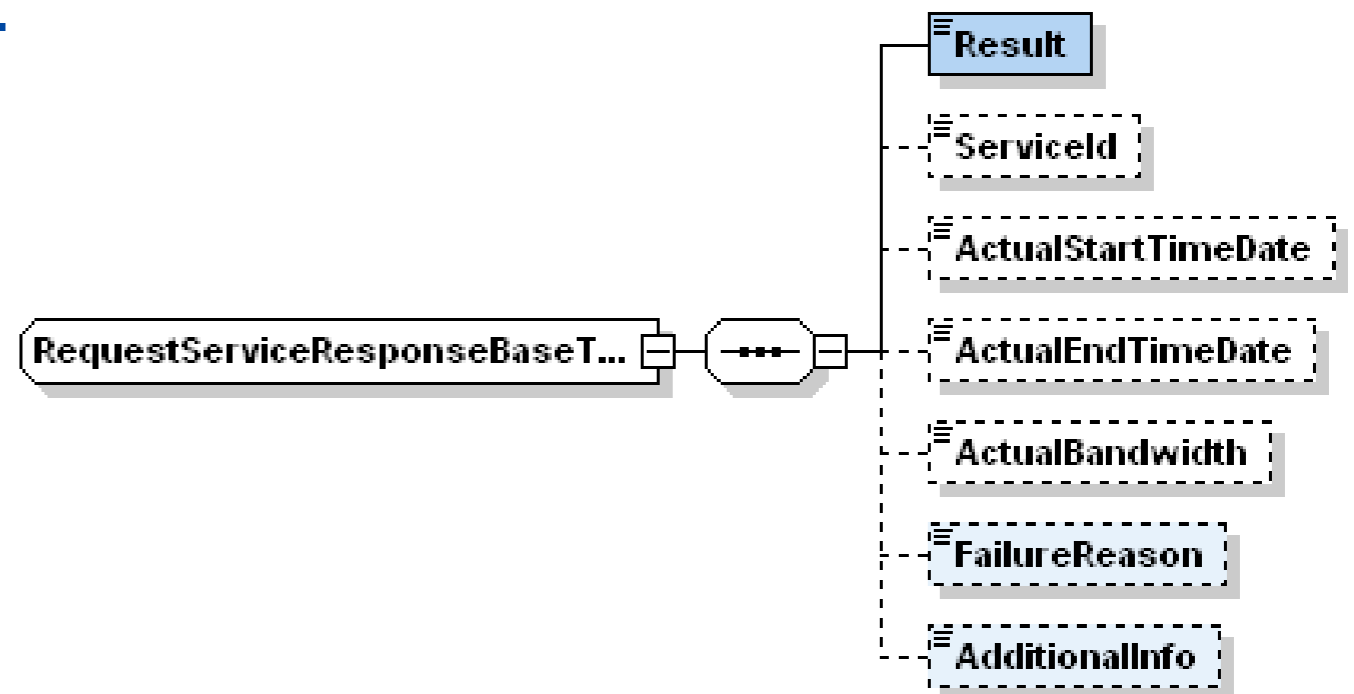 Result
ServiceId
ActualStartTimeDate
RequestServiceResponseBaseT...
ActualEndTimeDate
ActualBandwidth
FailureReason
AdditionalInfo